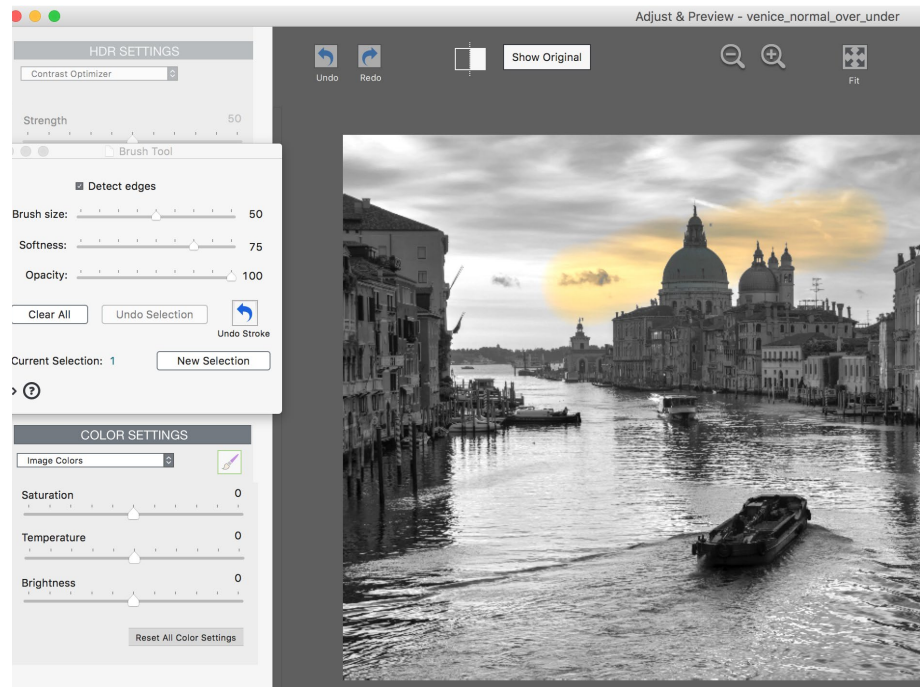 Adjust & Preview - venice_normal_over_under
HDR SETTINGS
Contrast Optimizer
Strength 50
Undo
Redo
Show Original
Fit
Brush Tool
Detect edges
Brush size: 50
Softness: 75
Opacity: 100
Clear All
Undo Selection
Undo Stroke
Current Selection: 1
New Selection
?
COLOR SETTINGS
Image Colors
Saturation 0
Temperature 0
Brightness 0
Reset All Color Settings